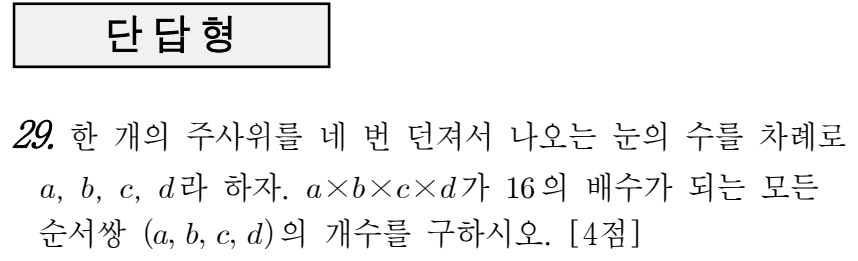 단답형
29. 한 개의 주사위를 네 번 던져서 나오는 눈의 수를 차례로
a, b, c, d라 하자. a×b×c×d가 16의 배수가 되는 모든
순서쌍 (a, b, c, d)의 개수를 구하시오. [4점]